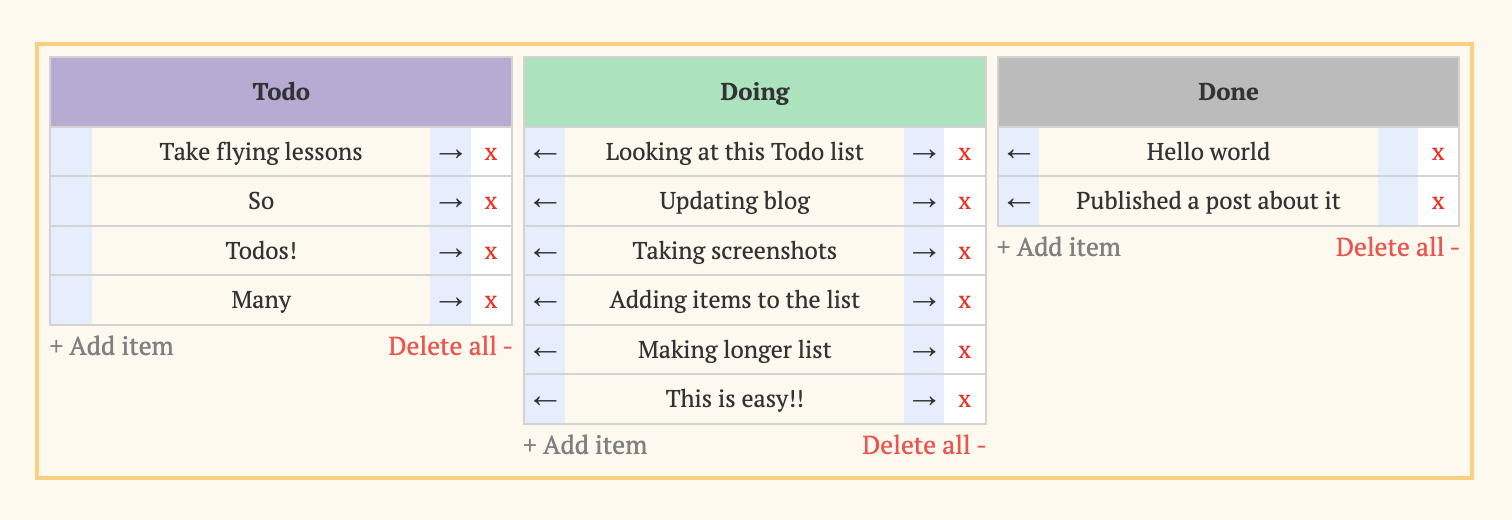 Todo
Take flying lessons → x
So → x
Todos! → x
Many → x
+ Add item Delete all -
Doing
← Looking at this Todo list → x
← Updating blog → x
← Taking screenshots → x
← Adding items to the list → x
← Making longer list → x
← This is easy!! → x
+ Add item Delete all -
Done
← Hello world x
← Published a post about it x
+ Add item Delete all -